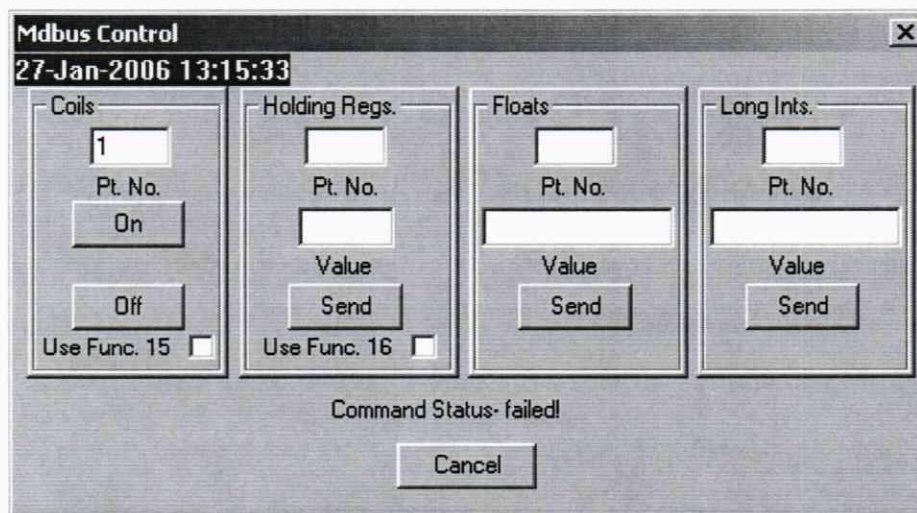 Mdbus Control
27-Jan-2006 13:15:33
Coils
1
Pt. No.
On
Off
Use Func. 15
Holding Regs.
Pt. No.
Value
Send
Use Func. 16
Floats
Pt. No.
Value
Send
Long Ints.
Pt. No.
Value
Send
Command Status- failed!
Cancel